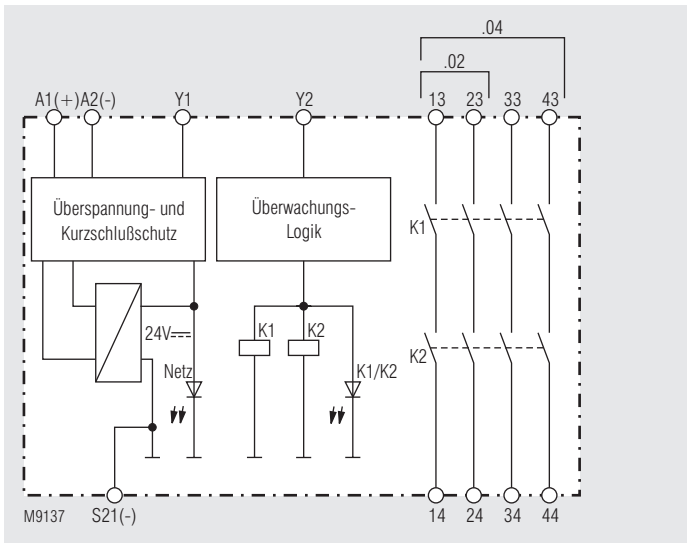 .04
.02
A1(+) A2(-) Y1 Y2 13 23 33 43
Überspannung- und
Kurzschlußschutz
Überwachungs-
Logik
K1
24V
K1 K2
Netz
K1/K2
K2
M9137
S21(-)
14 24 34 44